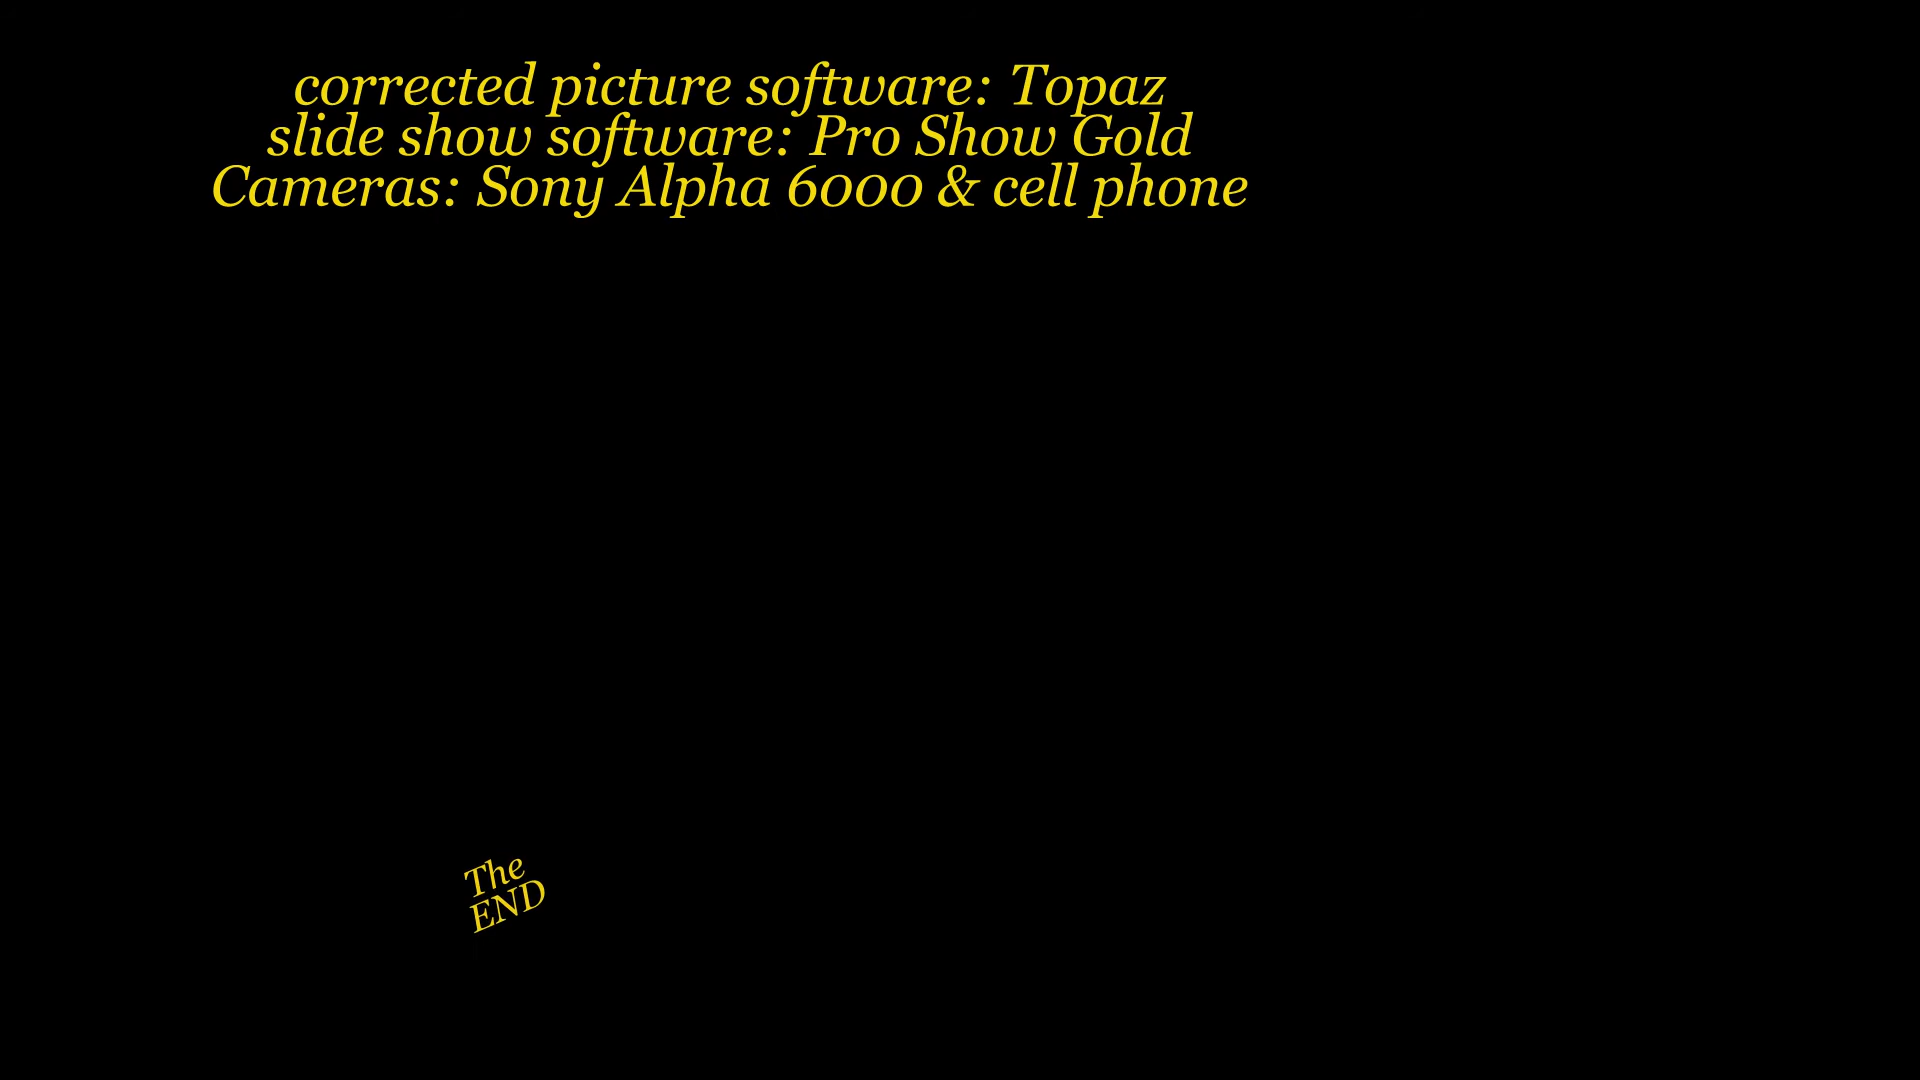 corrected picture software: Topaz
slide show software: Pro Show Gold
Cameras: Sony Alpha 6000 & cell phone
The
END